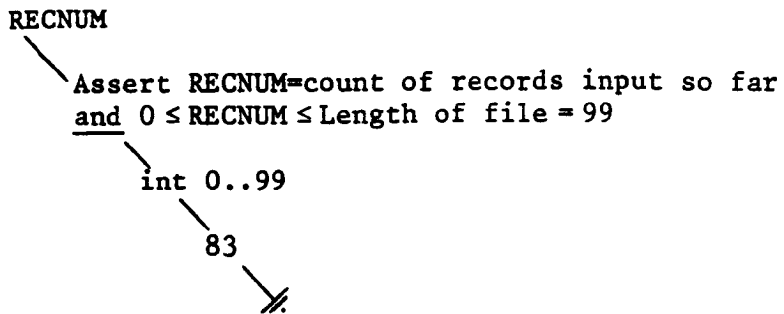 RECNUM
Assert RECNUM=count of records input so far
and 0 ≤ RECNUM ≤ Length of file = 99
int 0..99
83